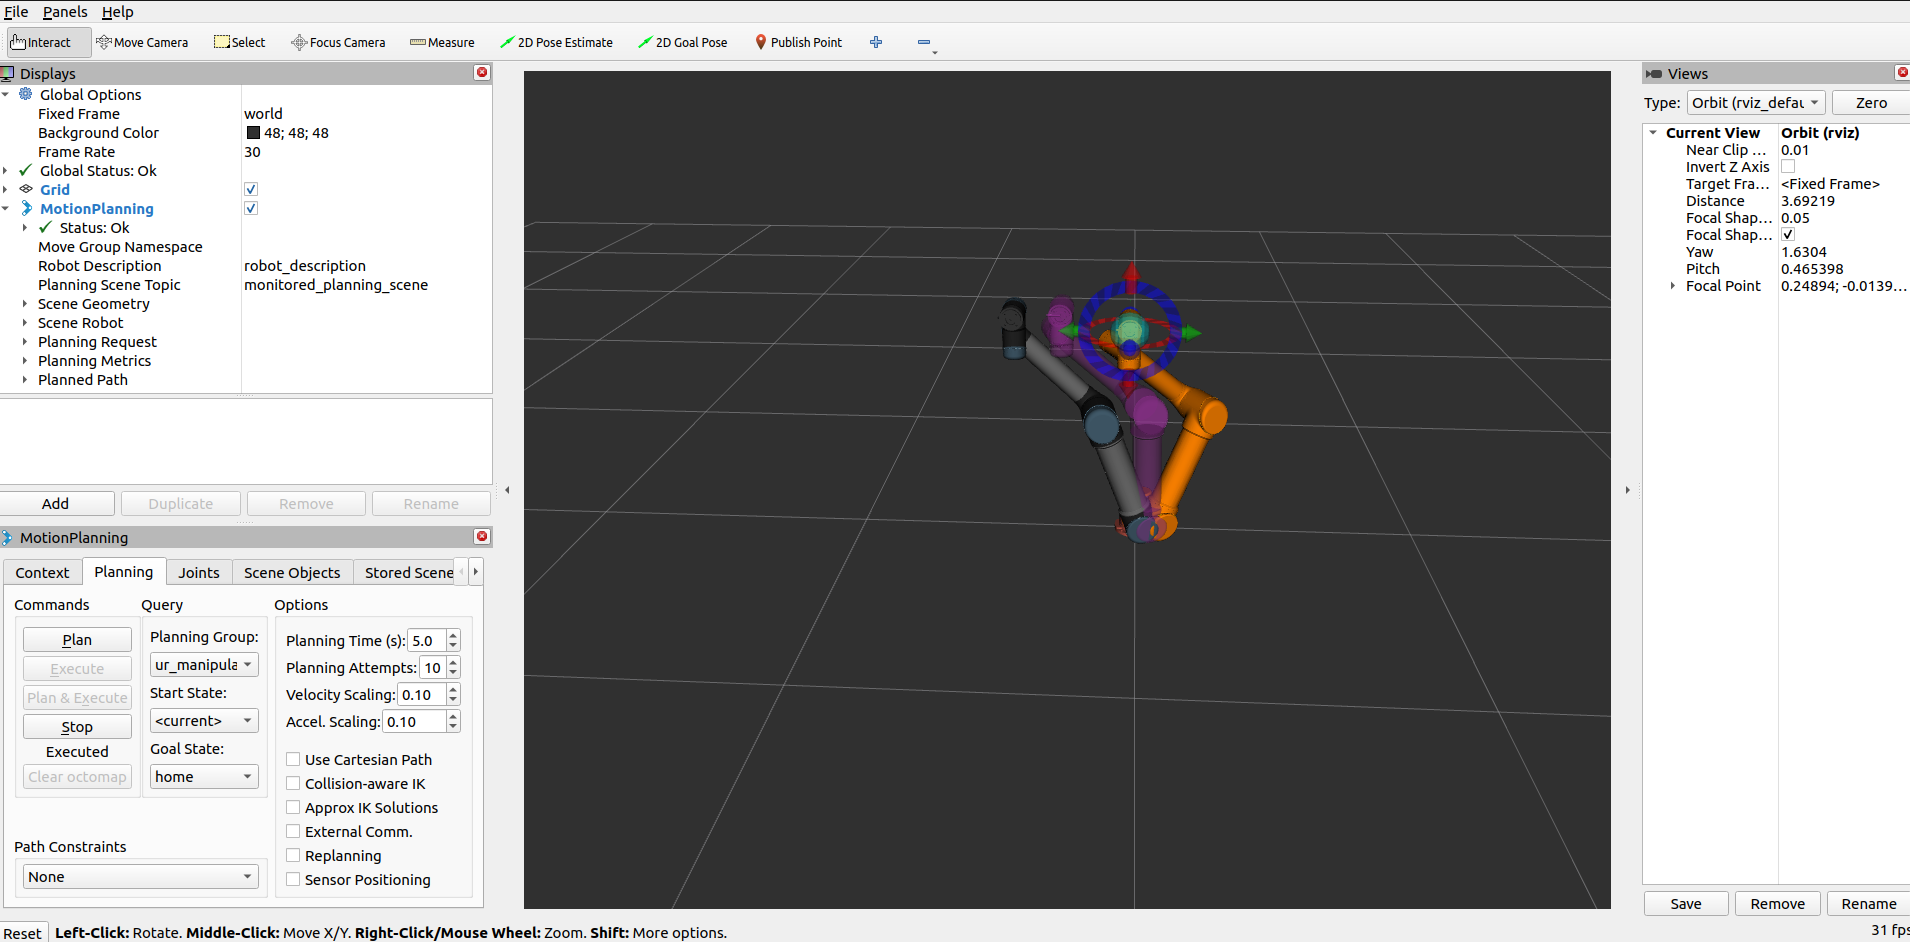 File Panels Help
Interact Move Camera Select Focus Camera Measure 2D Pose Estimate 2D Goal Pose Publish Point
Displays
Global Options
Fixed Frame world
Background Color 48; 48; 48
Frame Rate 30
Global Status: Ok
Grid
MotionPlanning
Status: Ok
Move Group Namespace
Robot Description robot_description
Planning Scene Topic monitored_planning_scene
Scene Geometry
Scene Robot
Planning Request
Planning Metrics
Planned Path
Add Duplicate Remove Rename
MotionPlanning
Context Planning Joints Scene Objects Stored Scene
Commands Query Options
Plan
Execute
Plan & Execute
Stop
Executed
Clear octomap
Planning Group:
ur_manipula
Start State:
<current>
Goal State:
home
Planning Time (s): 5.0
Planning Attempts: 10
Velocity Scaling: 0.10
Accel. Scaling: 0.10
Use Cartesian Path
Collision-aware IK
Approx IK Solutions
External Comm.
Replanning
Sensor Positioning
Path Constraints
None
Views
Type: Orbit (rviz_defau Zero
Current View Orbit (rviz)
Near Clip ... 0.01
Invert Z Axis
Target Fra... <Fixed Frame>
Distance 3.69219
Focal Shap... 0.05
Focal Shap...
Yaw 1.6304
Pitch 0.465398
Focal Point 0.24894; -0.0139...
Save Remove Rename
Reset Left-Click: Rotate. Middle-Click: Move X/Y. Right-Click/Mouse Wheel: Zoom. Shift: More options. 31 fps